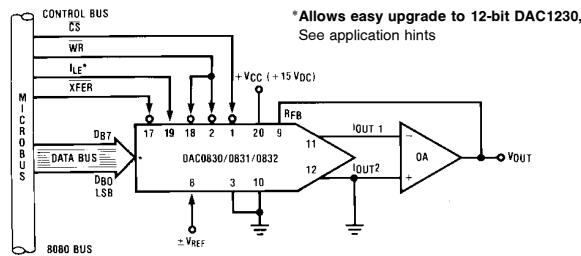 CONTROL BUS
*Allows easy upgrade to 12-bit DAC1230,
See application hints
CS
WR
ILE*
XFER
+VCC (+15 VDC)
RFB
17 19 18 2 1 20 9
IOUT 1
11
MICROBUS
DB7
DATA BUS
* DAC0830/0831/0832
OA
VOUT
12
IOUT2
DB0
LSB
8 3 10
± VREF
8080 BUS